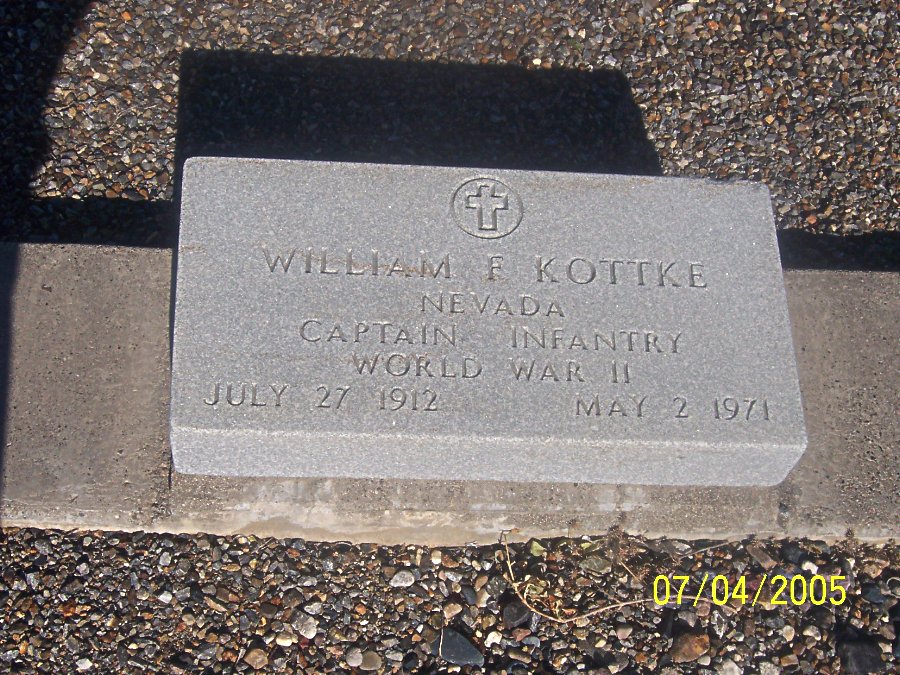 WILLIAM F KOTTKE
NEVADA
CAPTAIN INFANTRY
WORLD WAR II
JULY 27 1912 MAY 2 1971
07/04/2005